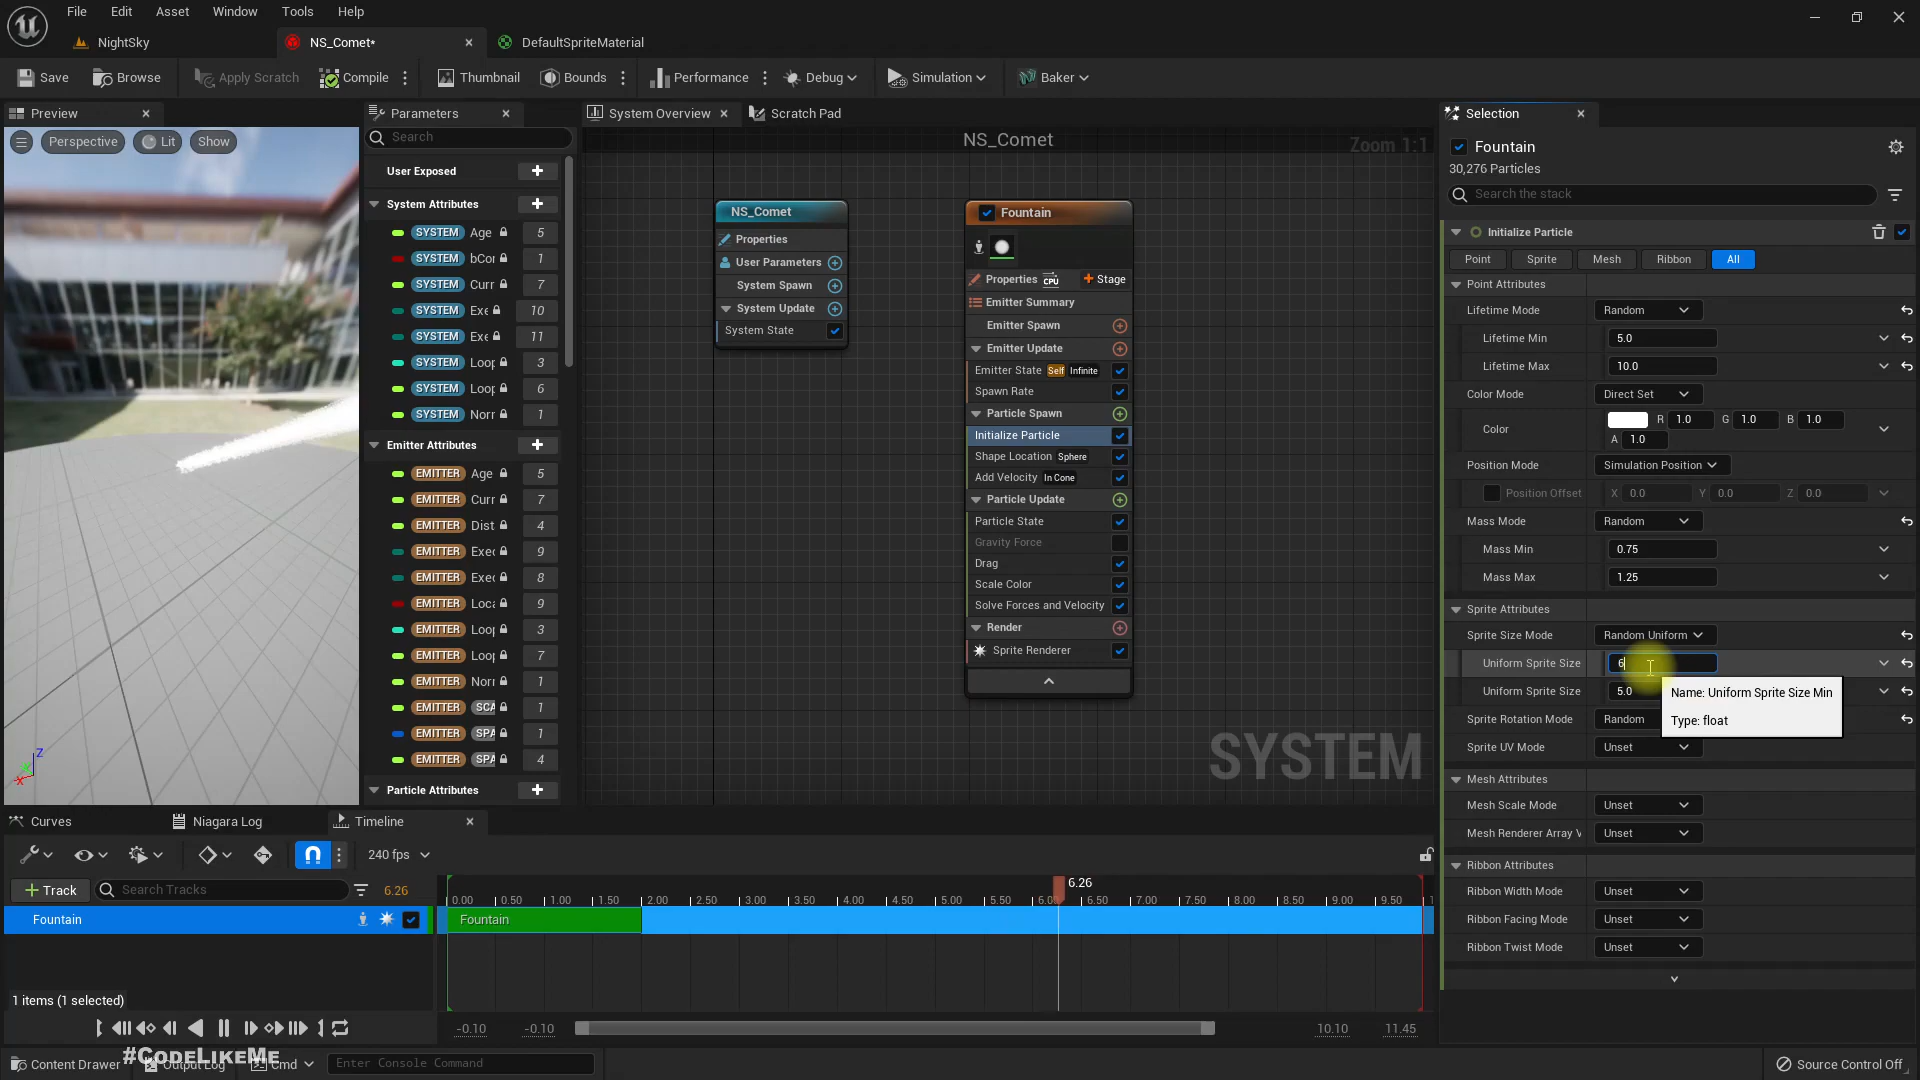 File Edit Asset Window Tools Help
NightSky NS_Comet* DefaultSpriteMaterial
Save Browse Apply Scratch Compile Thumbnail Bounds Performance Debug Simulation Baker
Preview
Perspective Lit Show
Z
X
Parameters
Search
User Exposed
System Attributes
SYSTEM Age 5
SYSTEM bCor 1
SYSTEM Curr 7
SYSTEM Exe 10
SYSTEM Exe 11
SYSTEM Loop 3
SYSTEM Loop 6
SYSTEM Norr 1
Emitter Attributes
EMITTER Age 5
EMITTER Curr 7
EMITTER Dist 4
EMITTER Exec 9
EMITTER Exec 8
EMITTER Loca 9
EMITTER Loop 3
EMITTER Loop 7
EMITTER Norr 1
EMITTER SCA 1
EMITTER SPA 1
EMITTER SPA 4
Particle Attributes
System Overview Scratch Pad
NS_Comet
Zoom 1:1
NS_Comet
Properties
User Parameters
System Spawn
System Update
System State
Fountain
Properties CPU Stage
Emitter Summary
Emitter Spawn
Emitter Update
Emitter State Self Infinite
Spawn Rate
Particle Spawn
Initialize Particle
Shape Location Sphere
Add Velocity In Cone
Particle Update
Particle State
Gravity Force
Drag
Scale Color
Solve Forces and Velocity
Render
Sprite Renderer
SYSTEM
Selection
Fountain
30,276 Particles
Search the stack
Initialize Particle
Point Sprite Mesh Ribbon All
Point Attributes
Lifetime Mode Random
Lifetime Min 5.0
Lifetime Max 10.0
Color Mode Direct Set
Color R 1.0 G 1.0 B 1.0
A 1.0
Position Mode Simulation Position
Position Offset X 0.0 Y 0.0 Z 0.0
Mass Mode Random
Mass Min 0.75
Mass Max 1.25
Sprite Attributes
Sprite Size Mode Random Uniform
Uniform Sprite Size 6
Uniform Sprite Size 5.0
Name: Uniform Sprite Size Min
Type: float
Sprite Rotation Mode Random
Sprite UV Mode Unset
Mesh Attributes
Mesh Scale Mode Unset
Mesh Renderer Array V Unset
Ribbon Attributes
Ribbon Width Mode Unset
Ribbon Facing Mode Unset
Ribbon Twist Mode Unset
Curves Niagara Log Timeline
240 fps
Track Search Tracks 6.26
6.26
0.00 0.50 1.00 1.50 2.00 2.50 3.00 3.50 4.00 4.50 5.00 5.50 6.0 6.50 7.00 7.50 8.00 8.50 9.00 9.50 1
Fountain
Fountain
1 items (1 selected)
-0.10 -0.10 10.10 11.45
#CodeLikeMe
Content Drawer Output Log Cmd Enter Console Command Source Control Off